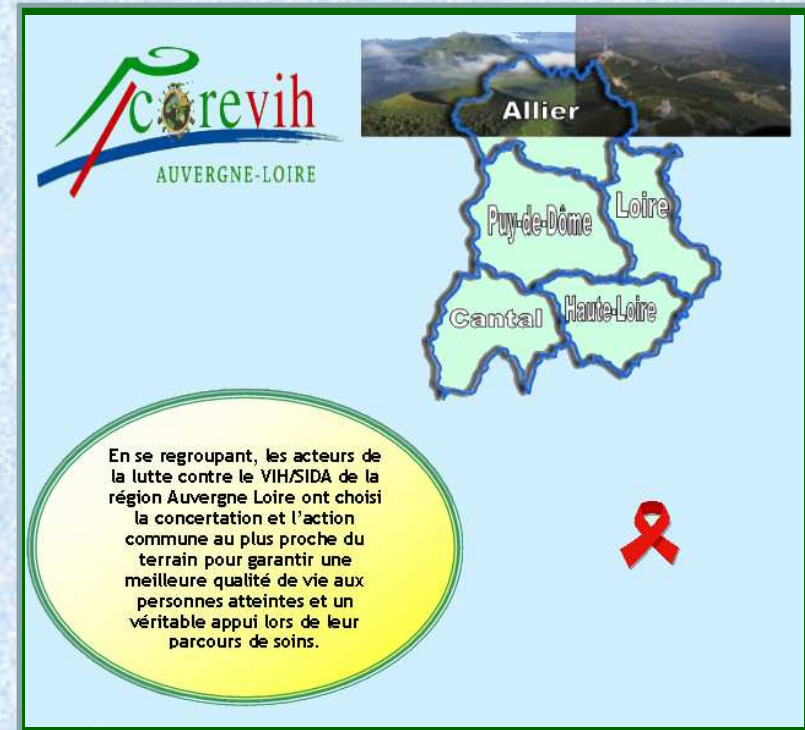 corevih
AUVERGNE-LOIRE
Allier
Puy-de-Dôme
Loire
Cantal
Haute-Loire
En se regroupant, les acteurs de
la lutte contre le VIH/SIDA de la
région Auvergne Loire ont choisi
la concertation et l'action
commune au plus proche du
terrain pour garantir une
meilleure qualité de vie aux
personnes atteintes et un
véritable appui lors de leur
parcours de soins.